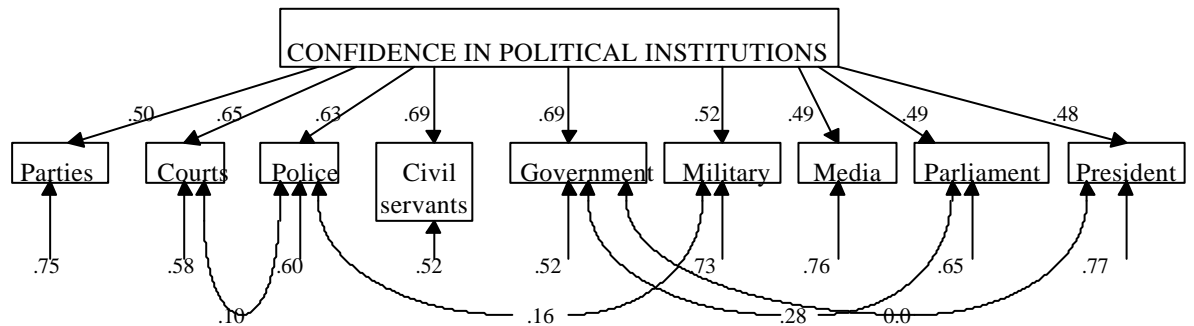 CONFIDENCE IN POLITICAL INSTITUTIONS
.50 .65 .63 .69 .69 .52 .49 .49 .48
Parties Courts Police Civil Government Military Media Parliament President
servants
.75 .58 .60 .52 .52 .73 .76 .65 .77
.10 .16 .28 0.0